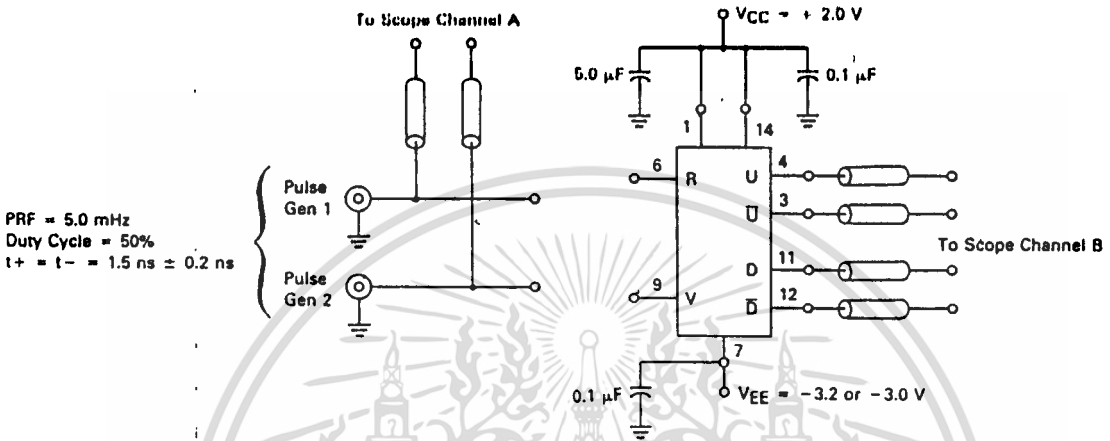 To Scope Channel A
VCC = + 2.0 V
5.0 µF
0.1 µF
1
14
6
R
U
4
3
U̅
Pulse
Gen 1
PRF = 5.0 mHz
Duty Cycle = 50%
t+ = t- = 1.5 ns ± 0.2 ns
To Scope Channel B
D
11
Pulse
Gen 2
9
V
D̅
12
7
0.1 µF
VEE = -3.2 or -3.0 V